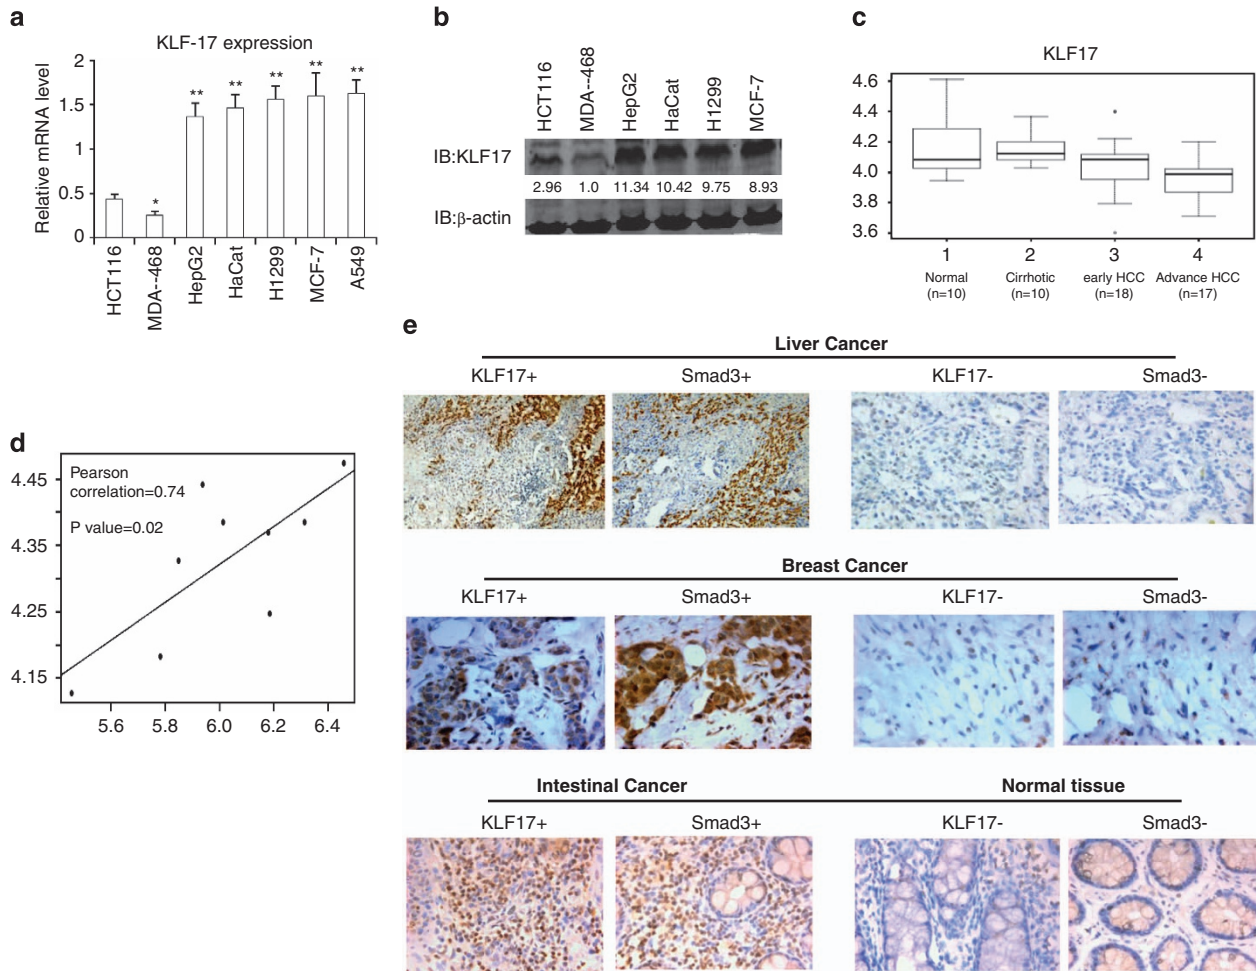 a
KLF-17 expression
Relative mRNA level
2
1.5
1
0.5
0
**
**
**
**
**
*
HCT116
MDA--468
HepG2
HaCat
H1299
MCF-7
A549
b
HCT116
MDA--468
HepG2
HaCat
H1299
MCF-7
IB:KLF17
2.96 1.0 11.34 10.42 9.75 8.93
IB:β-actin
c
KLF17
4.6
4.4
4.2
4.0
3.8
3.6
1 2 3 4
Normal Cirrhotic early HCC Advance HCC
(n=10) (n=10) (n=18) (n=17)
d
Pearson
correlation=0.74
P value=0.02
4.45
4.35
4.25
4.15
5.6 5.8 6.0 6.2 6.4
e
Liver Cancer
KLF17+ Smad3+ KLF17- Smad3-
Breast Cancer
KLF17+ Smad3+ KLF17- Smad3-
Intestinal Cancer Normal tissue
KLF17+ Smad3+ KLF17- Smad3-